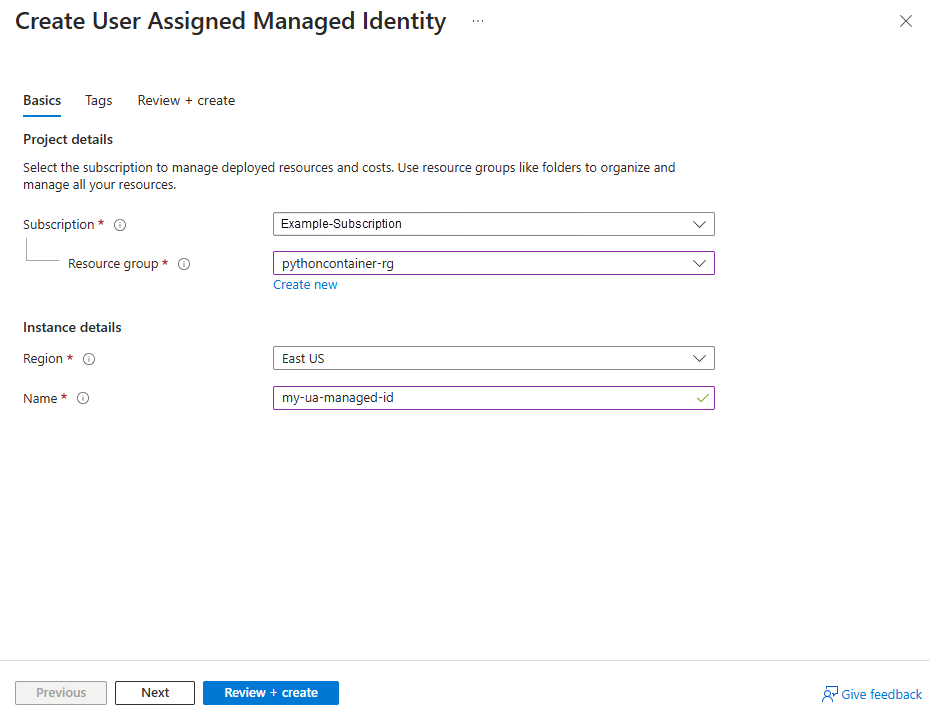 Create User Assigned Managed Identity ...
Basics Tags Review + create
Project details
Select the subscription to manage deployed resources and costs. Use resource groups like folders to organize and
manage all your resources.
Subscription * Example-Subscription
Resource group * pythoncontainer-rg
Create new
Instance details
Region * East US
Name * my-ua-managed-id
Previous Next Review + create Give feedback